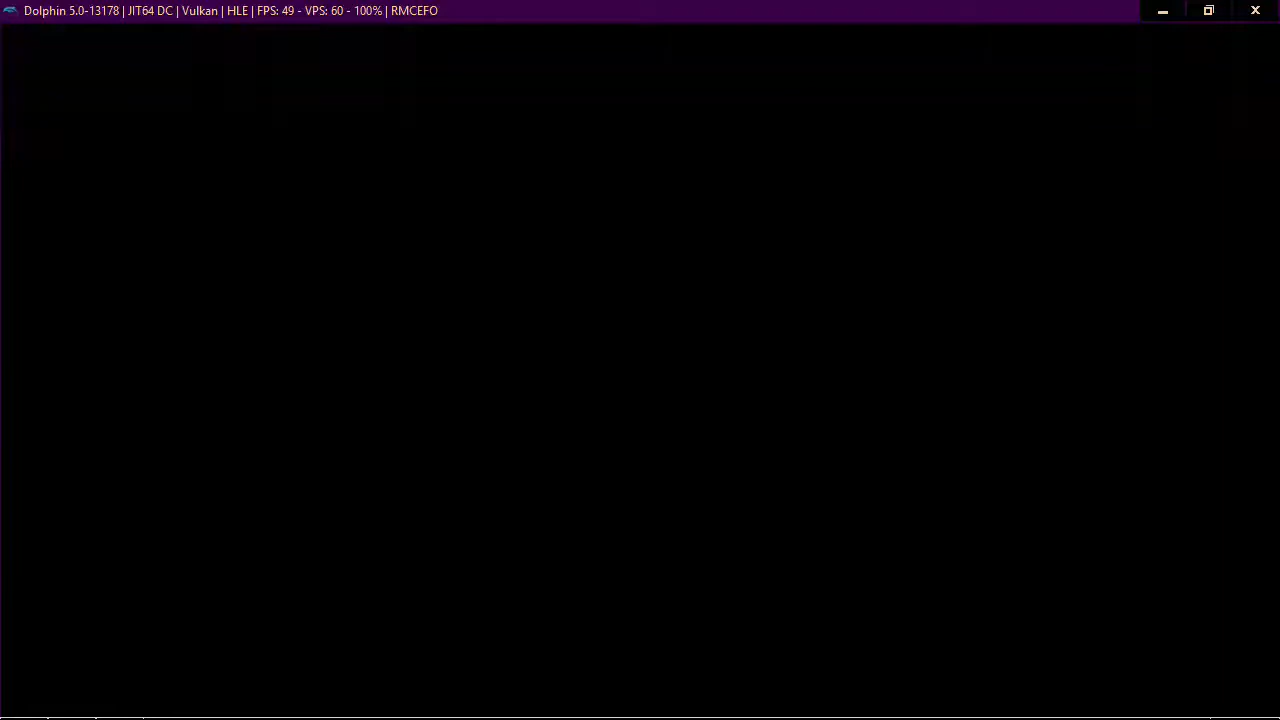 Dolphin 5.0-13178 | JIT64 DC | Vulkan | HLE | FPS: 49 - VPS: 60 - 100% | RMCEFO